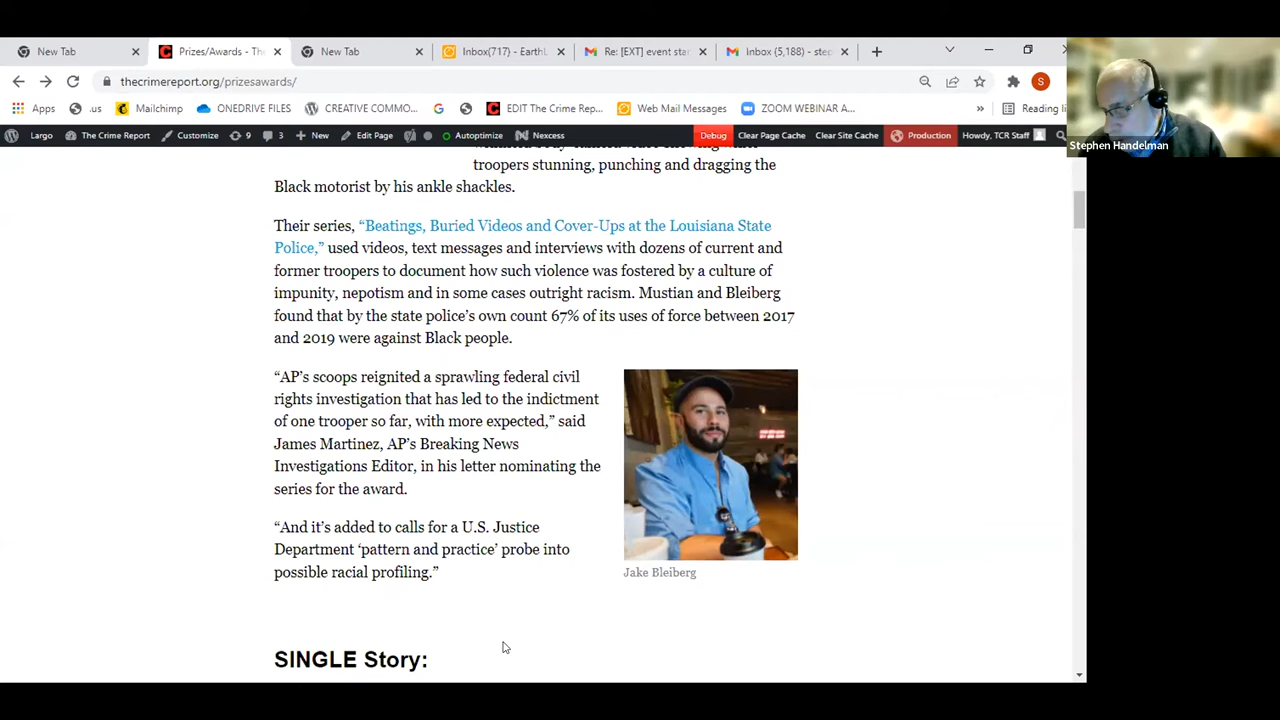 New Tab
Prizes/Awards - The
New Tab
Inbox(717) - EarthL
Re: [EXT] event star
Inbox (5,188) - step
thecrimereport.org/prizesawards/
Apps
.us
Mailchimp
ONEDRIVE FILES
CREATIVE COMMO...
EDIT The Crime Rep...
Web Mail Messages
ZOOM WEBINAR A...
»
Reading li
Largo
The Crime Report
Customize
9
3
New
Edit Page
Autoptimize
Nexcess
Debug
Clear Page Cache
Clear Site Cache
Production
Howdy, TCR Staff
S
Stephen Handelman
troopers stunning, punching and dragging the
Black motorist by his ankle shackles.
Their series, “Beatings, Buried Videos and Cover-Ups at the Louisiana State
Police,” used videos, text messages and interviews with dozens of current and
former troopers to document how such violence was fostered by a culture of
impunity, nepotism and in some cases outright racism. Mustian and Bleiberg
found that by the state police’s own count 67% of its uses of force between 2017
and 2019 were against Black people.
“AP’s scoops reignited a sprawling federal civil
rights investigation that has led to the indictment
of one trooper so far, with more expected,” said
James Martinez, AP’s Breaking News
Investigations Editor, in his letter nominating the
series for the award.
“And it’s added to calls for a U.S. Justice
Department ‘pattern and practice’ probe into
possible racial profiling.”
Jake Bleiberg
SINGLE Story: